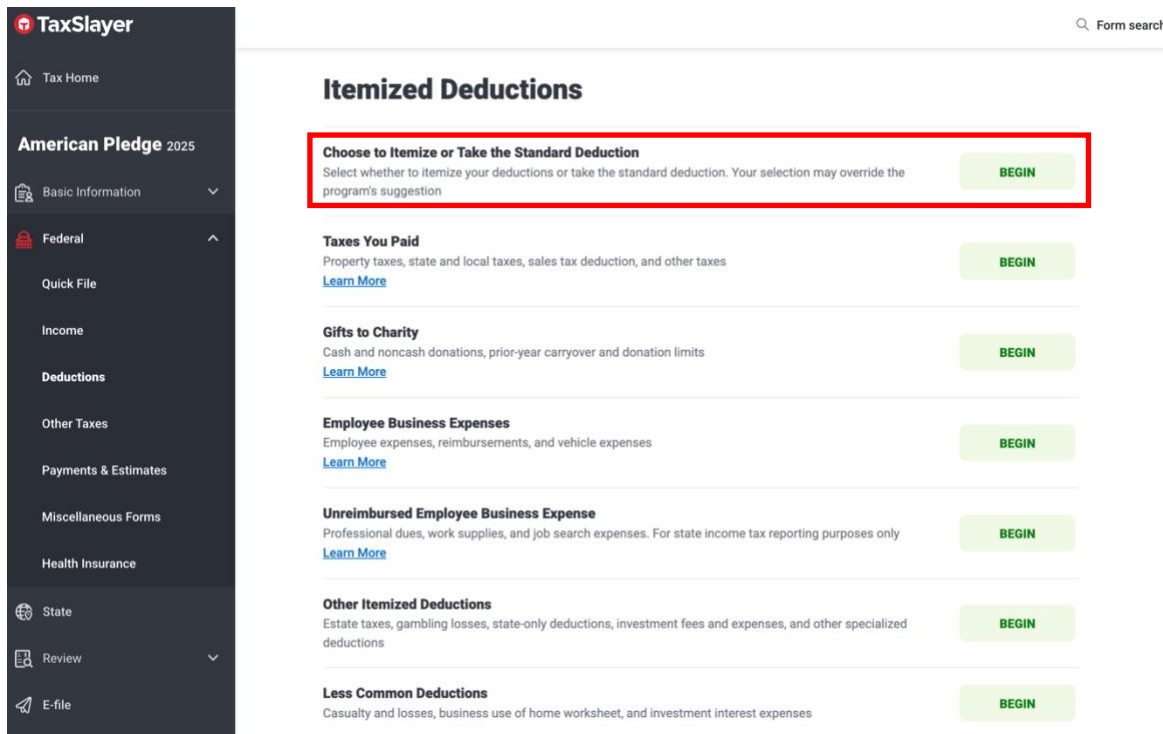 TaxSlayer
Form search
Tax Home
American Pledge 2025
Basic Information
Federal
Quick File
Income
Deductions
Other Taxes
Payments & Estimates
Miscellaneous Forms
Health Insurance
State
Review
E-file
Itemized Deductions
Choose to Itemize or Take the Standard Deduction
Select whether to itemize your deductions or take the standard deduction. Your selection may override the
program's suggestion
BEGIN
Taxes You Paid
Property taxes, state and local taxes, sales tax deduction, and other taxes
Learn More
BEGIN
Gifts to Charity
Cash and noncash donations, prior-year carryover and donation limits
Learn More
BEGIN
Employee Business Expenses
Employee expenses, reimbursements, and vehicle expenses
Learn More
BEGIN
Unreimbursed Employee Business Expense
Professional dues, work supplies, and job search expenses. For state income tax reporting purposes only
Learn More
BEGIN
Other Itemized Deductions
Estate taxes, gambling losses, state-only deductions, investment fees and expenses, and other specialized
deductions
BEGIN
Less Common Deductions
Casualty and losses, business use of home worksheet, and investment interest expenses
BEGIN